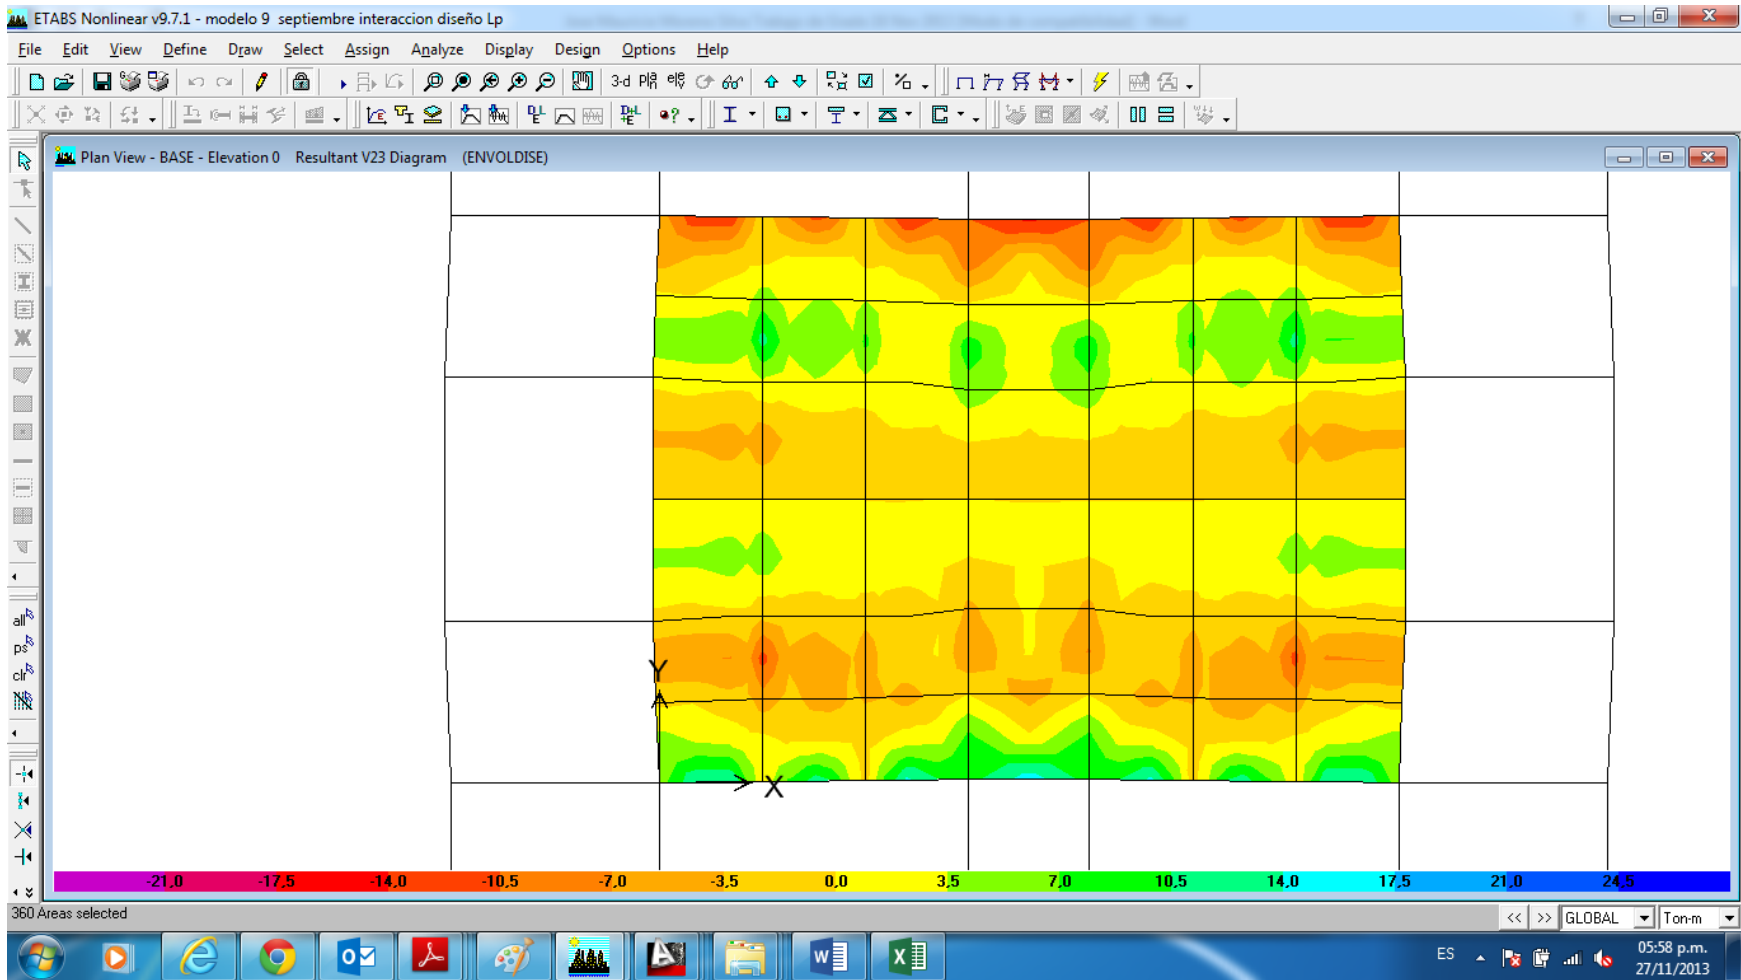 ETABS Nonlinear v9.7.1 - modelo 9 septiembre interaccion diseño Lp
File Edit View Define Draw Select Assign Analyze Display Design Options Help
3-d
Plan View - BASE - Elevation 0 Resultant V23 Diagram (ENVOLDISE)
all
ps
clr
Y
X
-21,0 -17,5 -14,0 -10,5 -7,0 -3,5 0,0 3,5 7,0 10,5 14,0 17,5 21,0 24,5
360 Areas selected
<< >> GLOBAL Ton-m
ES
05:58 p.m.
27/11/2013